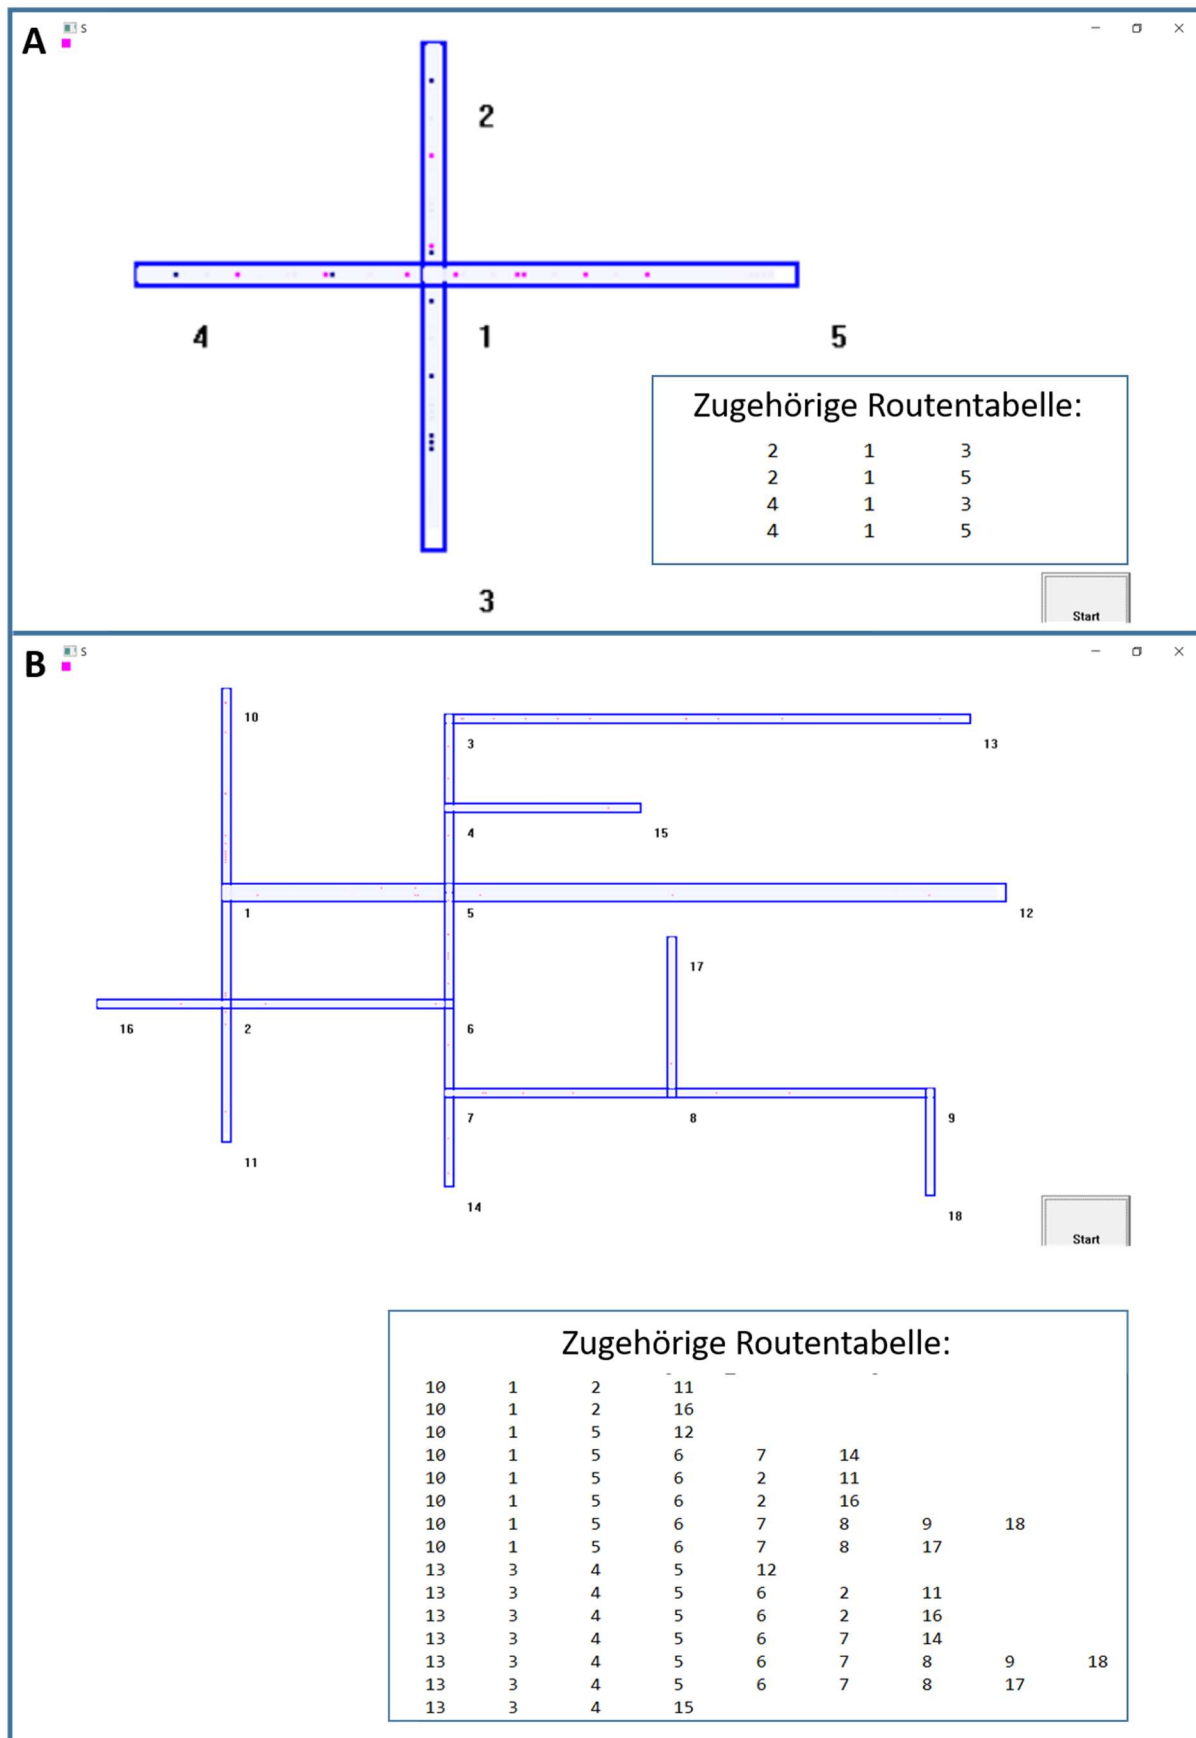 A
S
2
4
1
5
Zugehörige Routentabelle:
2 1 3
2 1 5
4 1 3
4 1 5
3
Start
B
S
10
3
13
4
15
1
5
12
17
16
2
6
7
8
9
11
14
18
Start
Zugehörige Routentabelle:
10 1 2 11
10 1 2 16
10 1 5 12
10 1 5 6 7 14
10 1 5 6 2 11
10 1 5 6 2 16
10 1 5 6 7 8 9 18
10 1 5 6 7 8 17
13 3 4 5 12
13 3 4 5 6 2 11
13 3 4 5 6 2 16
13 3 4 5 6 7 14
13 3 4 5 6 7 8 9 18
13 3 4 5 6 7 8 17
13 3 4 15